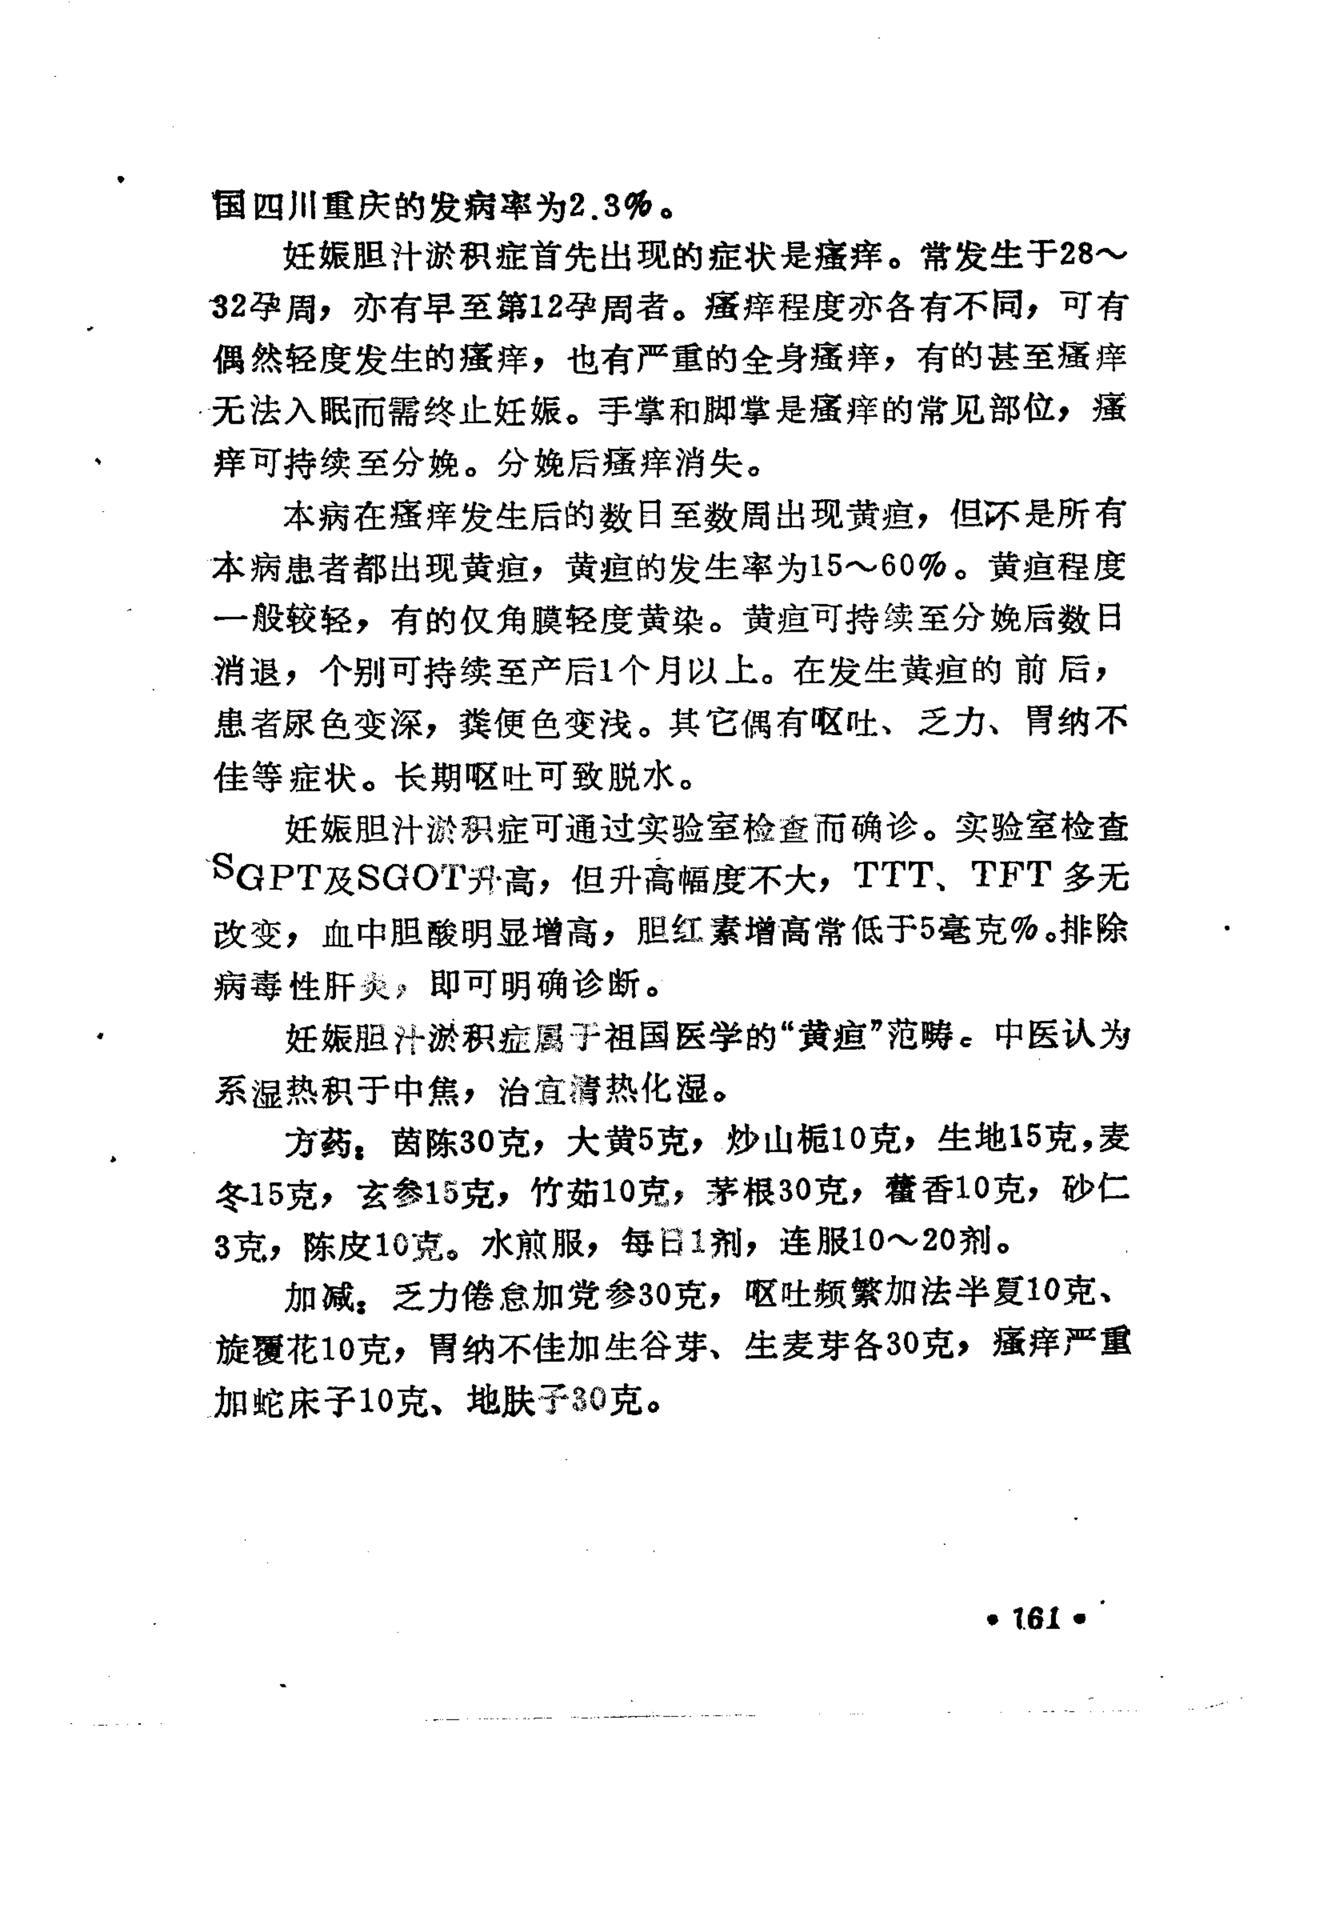 国四川重庆的发病率为2.3%。
妊娠胆汁淤积症首先出现的症状是瘙痒。常发生于28～
32孕周，亦有早至第12孕周者。瘙痒程度亦各有不同，可有
偶然轻度发生的瘙痒，也有严重的全身瘙痒，有的甚至瘙痒
无法入眠而需终止妊娠。手掌和脚掌是瘙痒的常见部位，瘙
痒可持续至分娩。分娩后瘙痒消失。
本病在瘙痒发生后的数日至数周出现黄疸，但不是所有
本病患者都出现黄疸，黄疸的发生率为15～60%。黄疸程度
一般较轻，有的仅角膜轻度黄染。黄疸可持续至分娩后数日
消退，个别可持续至产后1个月以上。在发生黄疸的前后，
患者尿色变深，粪便色变浅。其它偶有呕吐、乏力、胃纳不
佳等症状。长期呕吐可致脱水。
妊娠胆汁淤积症可通过实验室检查而确诊。实验室检查
SGPT及SGOT升高，但升高幅度不大，TTT、TFT多无
改变，血中胆酸明显增高，胆红素增高常低于5毫克%。排除
病毒性肝炎，即可明确诊断。
妊娠胆汁淤积症属于祖国医学的“黄疸”范畴。中医认为
系湿热积于中焦，治宜清热化湿。
方药：茵陈30克，大黄5克，炒山栀10克，生地15克，麦
冬15克，玄参15克，竹茹10克，茅根30克，藿香10克，砂仁
3克，陈皮10克。水煎服，每日1剂，连服10～20剂。
加减：乏力倦怠加党参30克，呕吐频繁加法半夏10克、
旋覆花10克，胃纳不佳加生谷芽、生麦芽各30克，瘙痒严重
加蛇床子10克、地肤子30克。
• 161 •